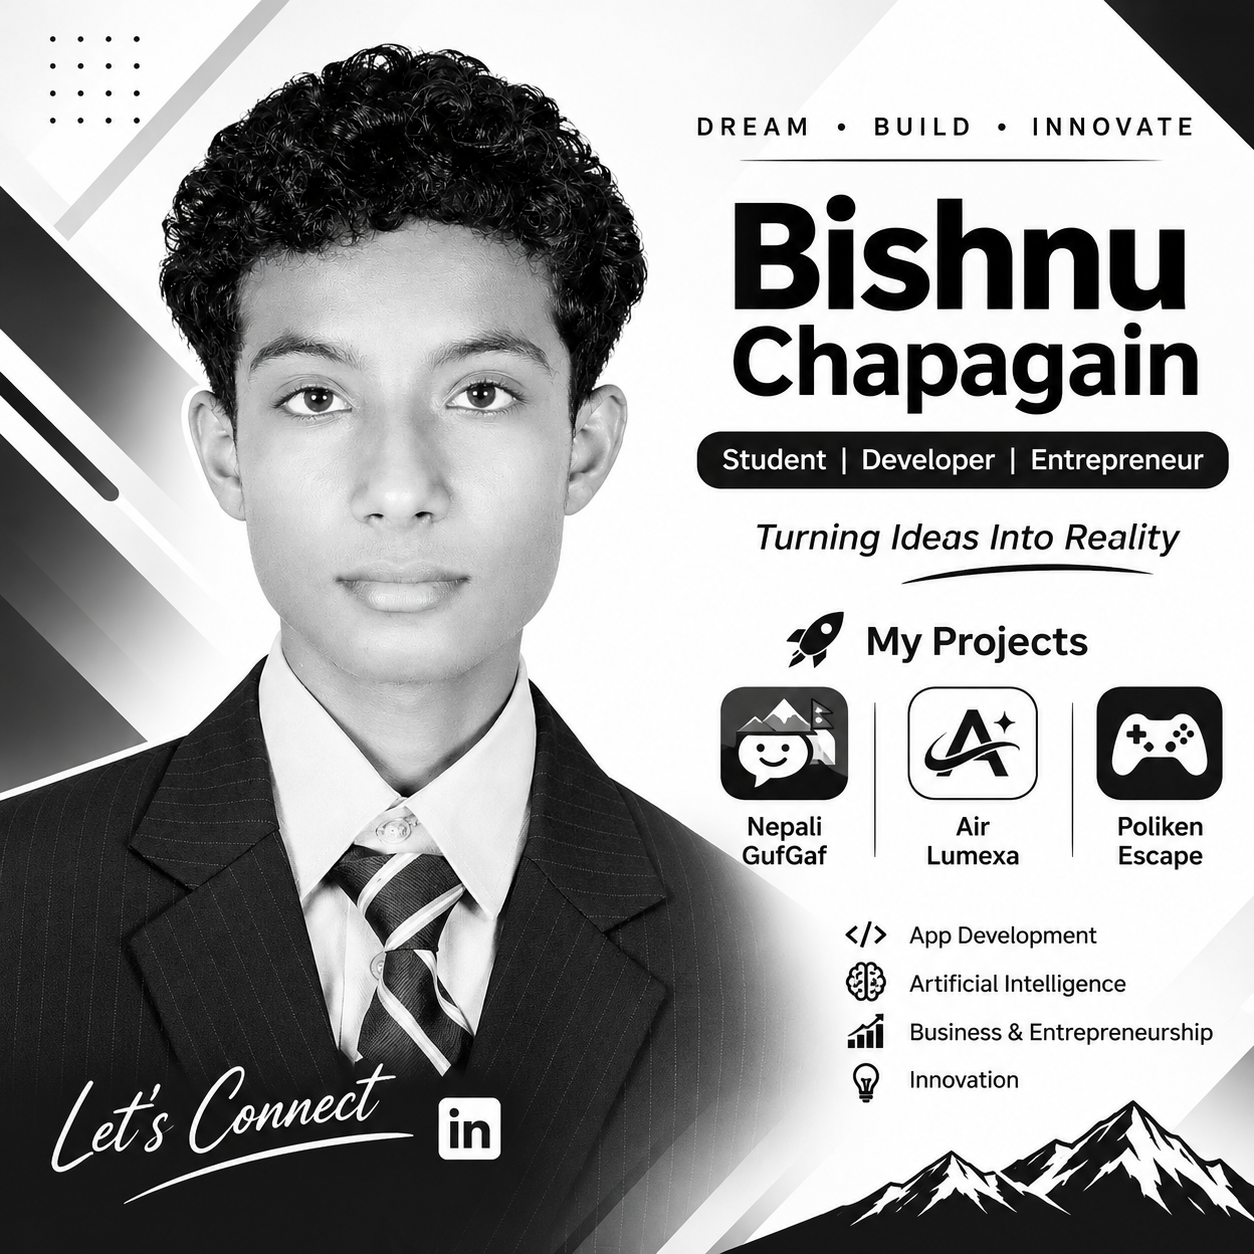 DREAM • BUILD • INNOVATE
Bishnu
Chapagain
Student | Developer | Entrepreneur
Turning Ideas Into Reality
My Projects
Nepali
GufGaf
Air
Lumexa
Poliken
Escape
</> App Development
Artificial Intelligence
Business & Entrepreneurship
Innovation
Let's Connect
in